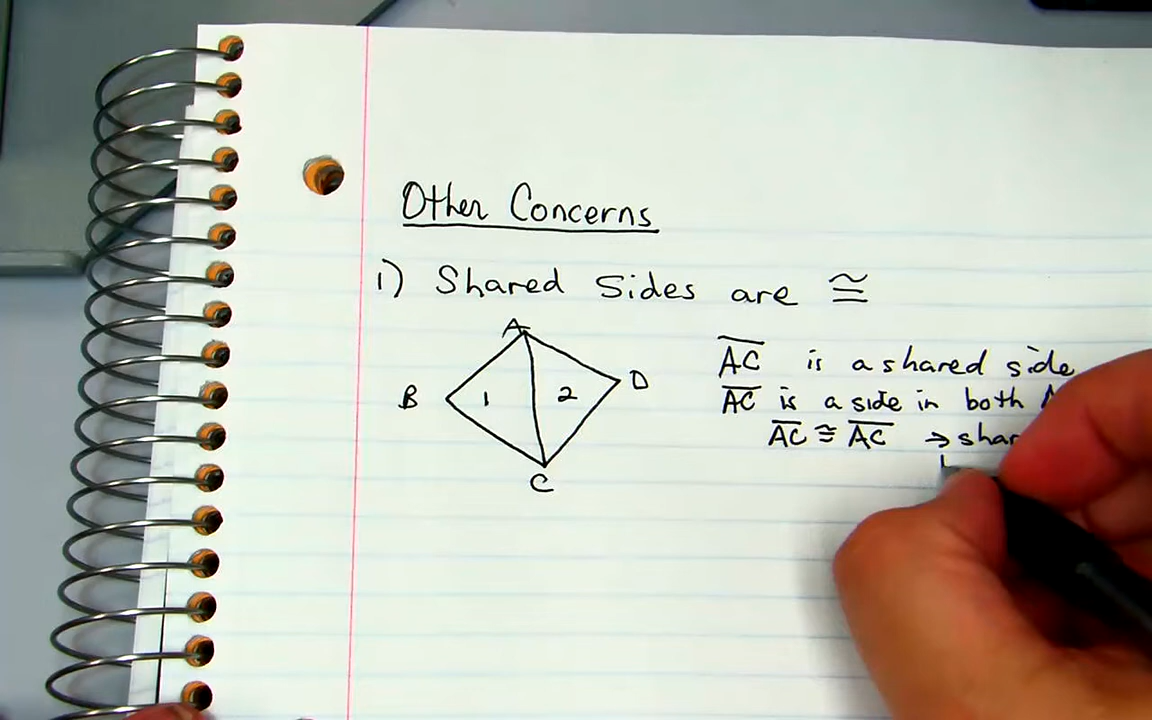 Other Concerns
1) Shared Sides are ≅
A
B
1
2
D
C
AC is a shared side
AC is a side in both
AC ≅ AC →